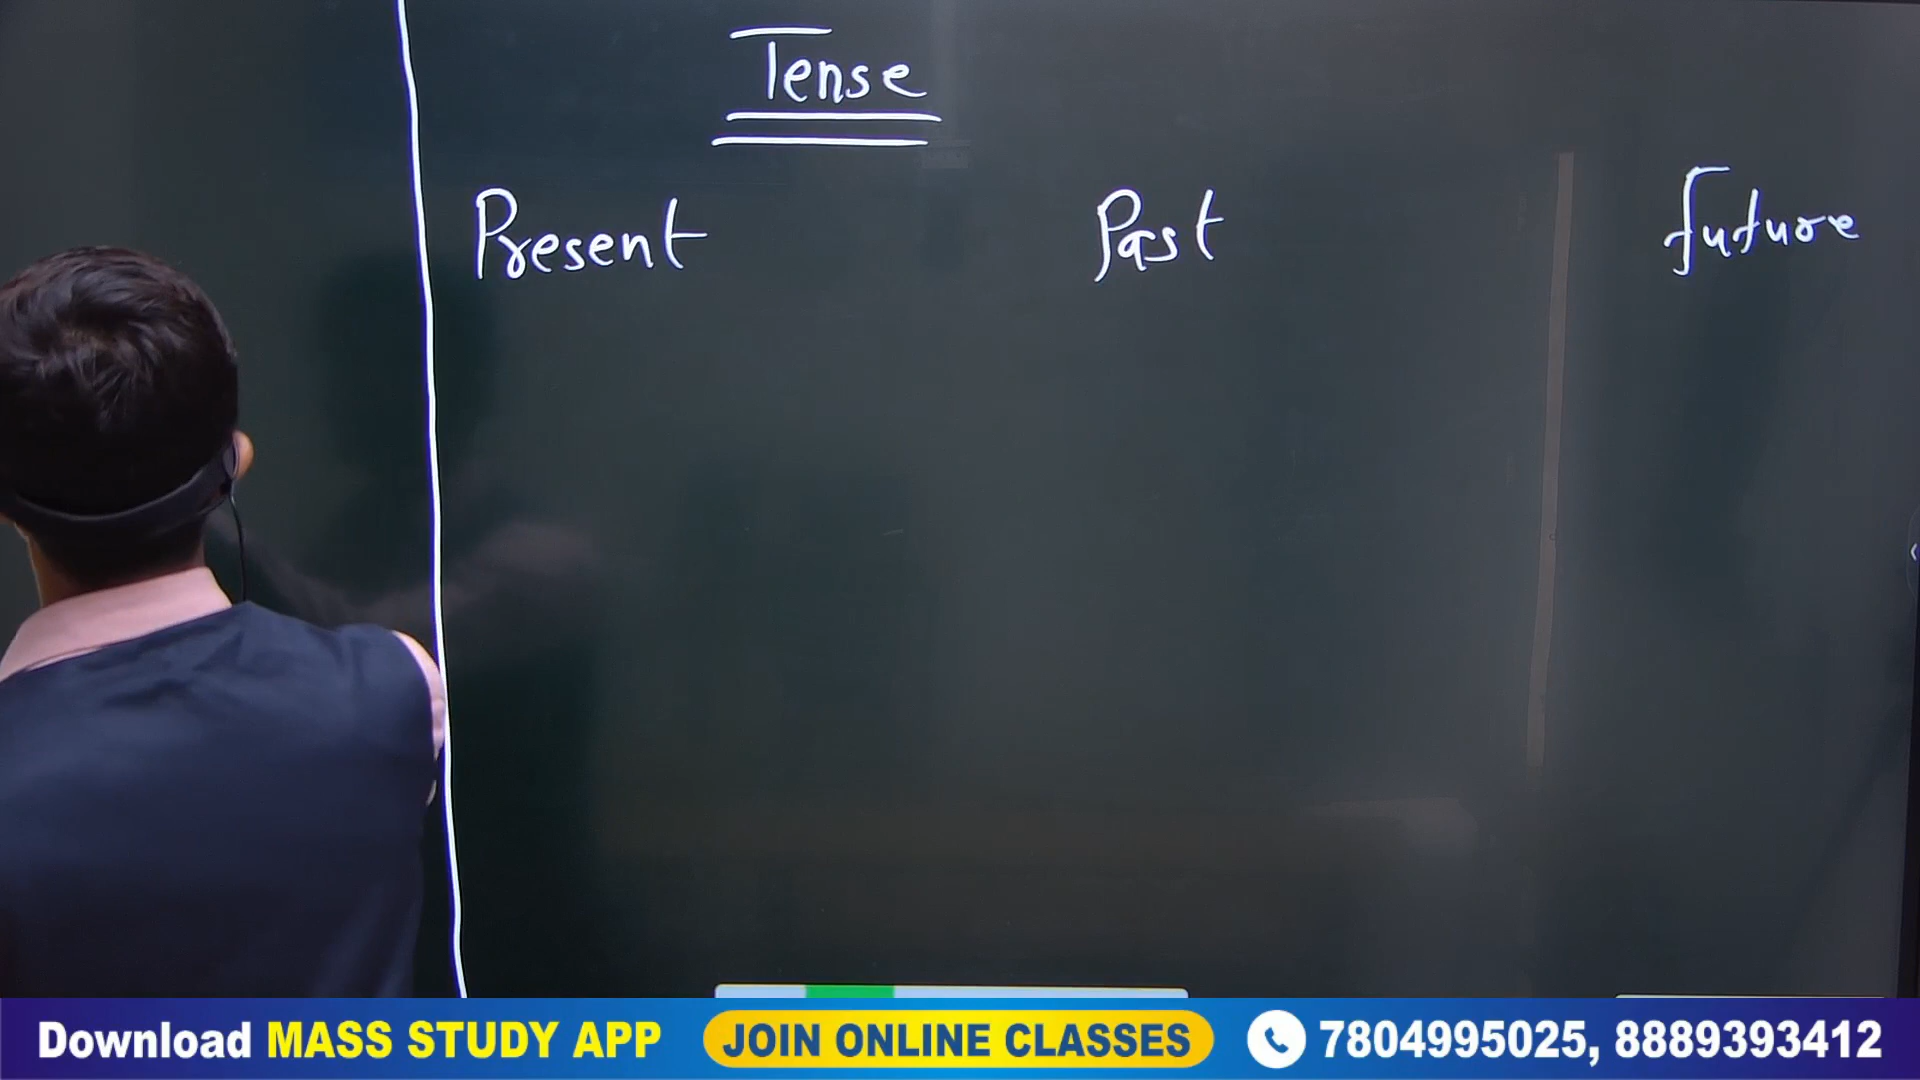 Tense
Present Past future
Download MASS STUDY APP JOIN ONLINE CLASSES 7804995025, 8889393412